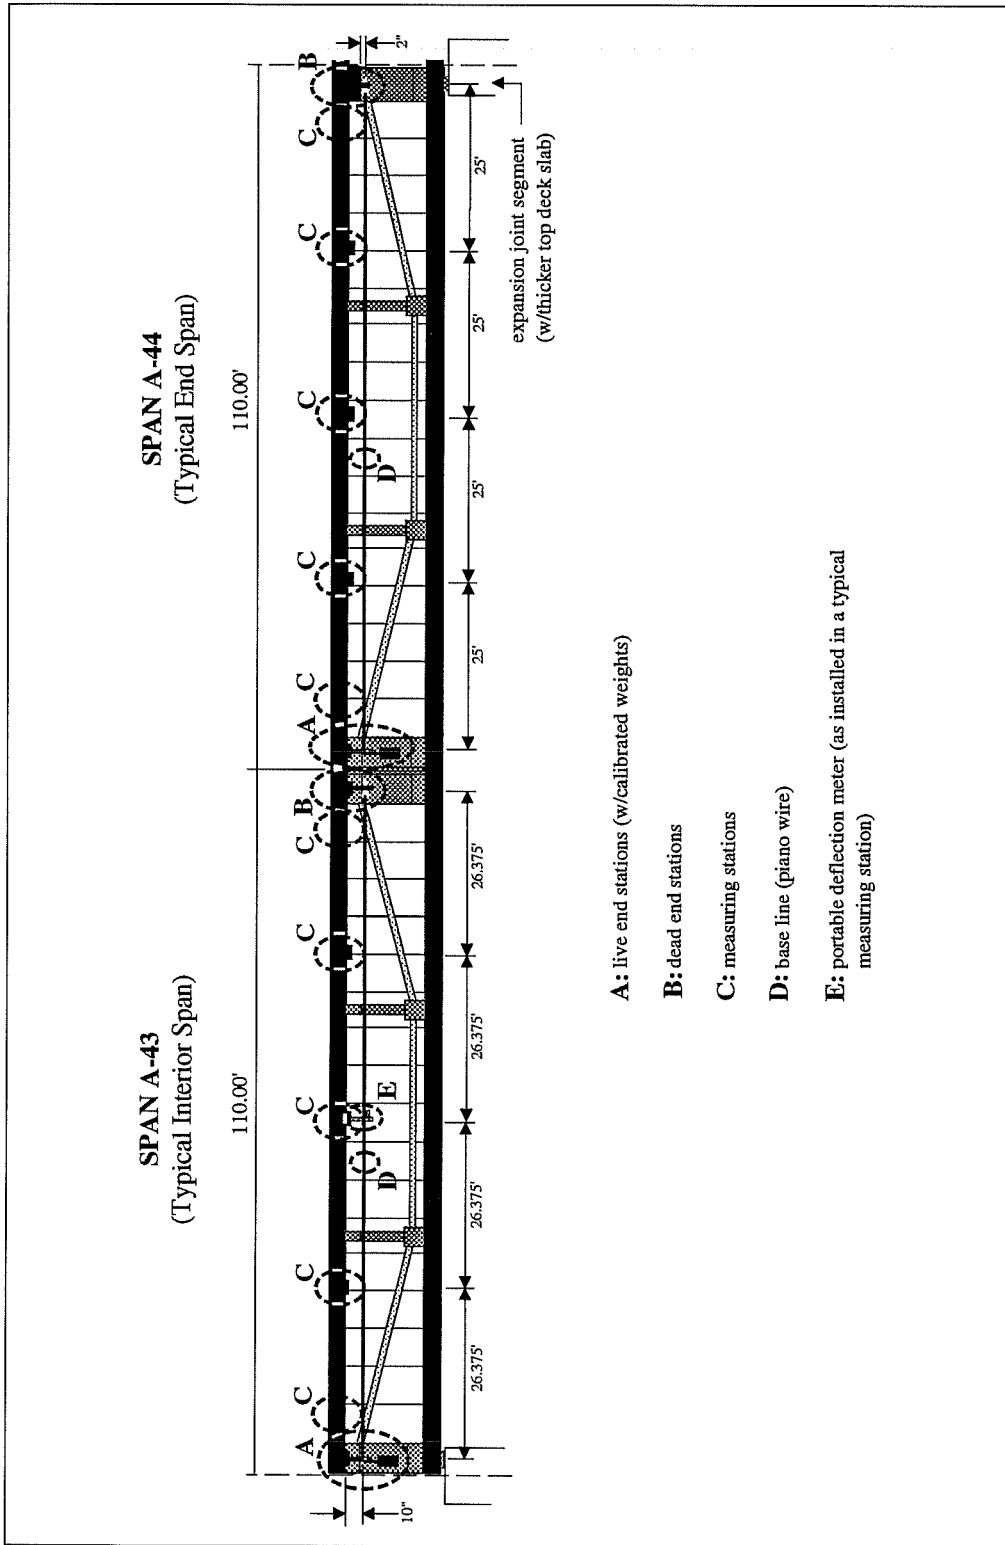 SPAN A-43
(Typical Interior Span)
SPAN A-44
(Typical End Span)
110.00'
110.00'
A
C
C
C
C
C
B
A
C
C
C
C
C
B
D
E
D
10"
2"
26.375'
26.375'
26.375'
26.375'
25'
25'
25'
25'
expansion joint segment
(w/thicker top deck slab)
A: live end stations (w/calibrated weights)
B: dead end stations
C: measuring stations
D: base line (piano wire)
E: portable deflection meter (as installed in a typical
measuring station)